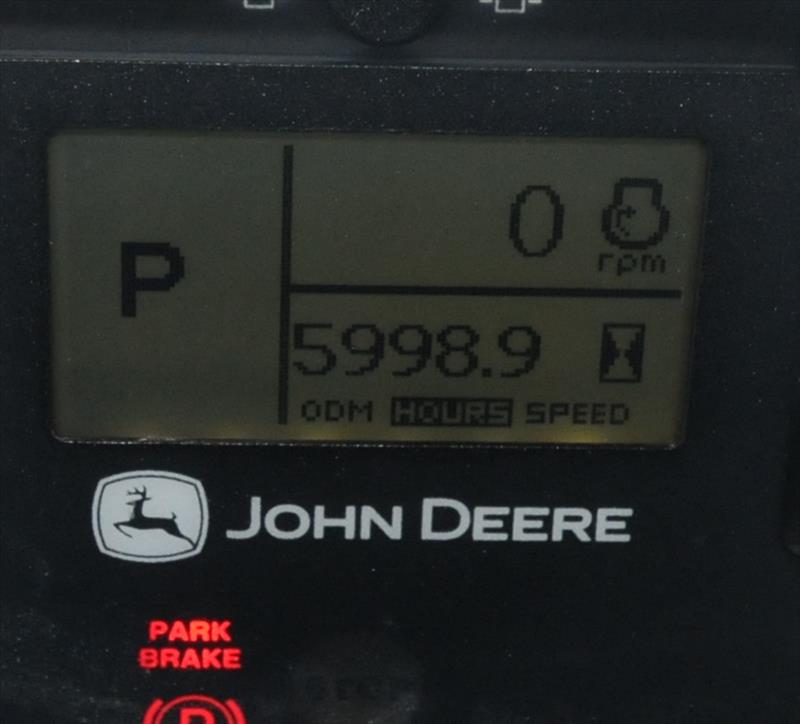 P
0
rpm
5998.9
ODM HOURS SPEED
JOHN DEERE
PARK
BRAKE
P